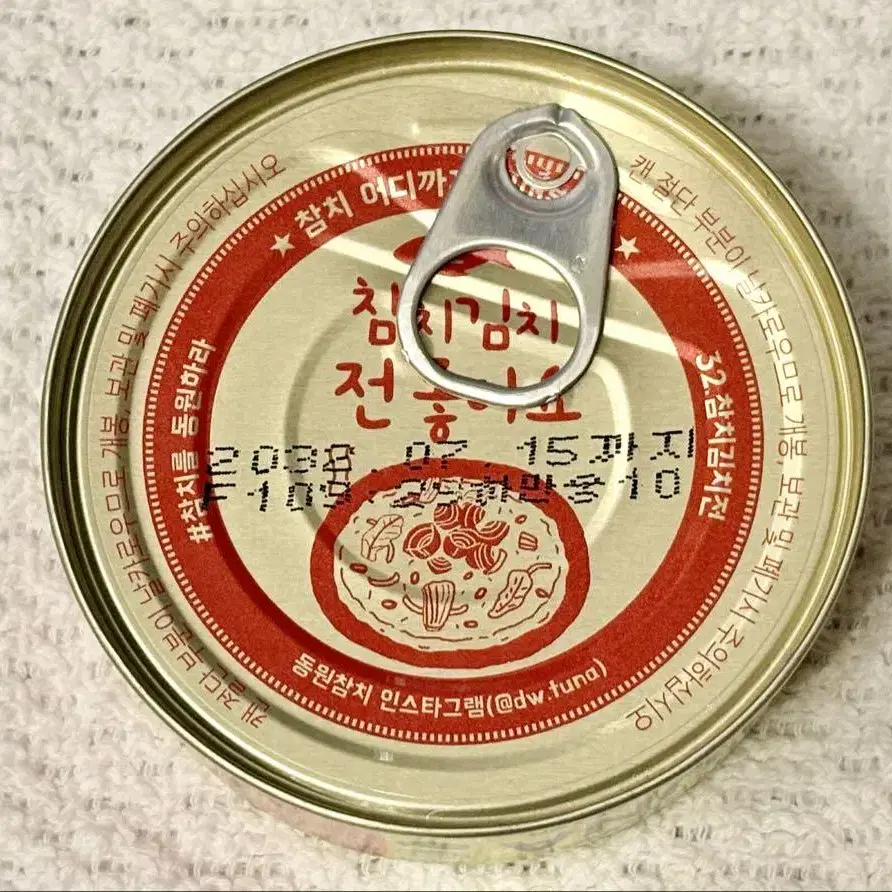 참치 어디까
참치김치
전 좋아요
#참치를 동원하라
32.참치김치전
07.15까지
동원참치 인스타그램(@dw.tuna)
캔 절단 부분이 날카로우므로 개봉, 보관 및 폐기시 주의하십시오
캔 절단 부분이 날카로우므로 개봉, 보관 및 폐기시 주의하십시오